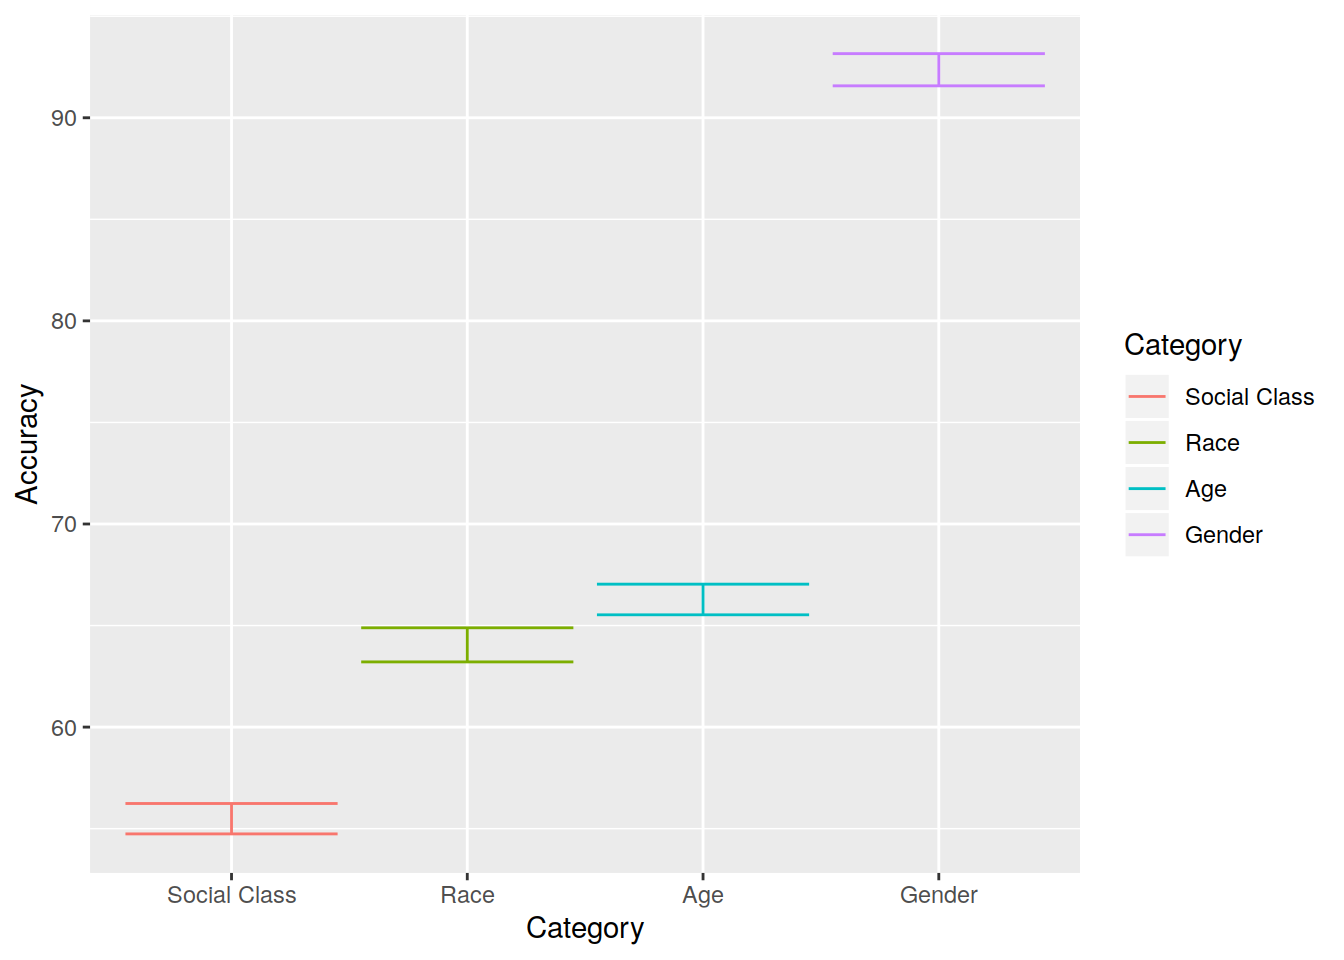 Accuracy
90
80
70
60
Social Class
Race
Age
Gender
Category
Category
Social Class
Race
Age
Gender